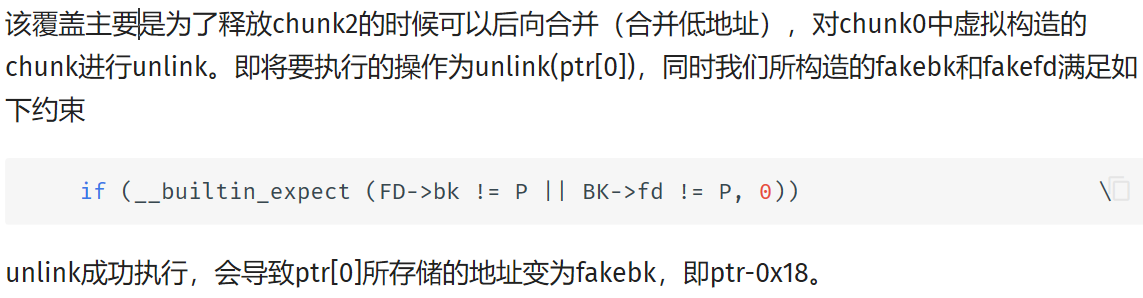 该覆盖主要是为了释放chunk2的时候可以后向合并（合并低地址），对chunk0中虚拟构造的
chunk进行unlink。即将要执行的操作为unlink(ptr[0])，同时我们所构造的fakebk和fakefd满足如
下约束
if (__builtin_expect (FD->bk != P || BK->fd != P, 0)) \
unlink成功执行，会导致ptr[0]所存储的地址变为fakebk，即ptr-0x18。